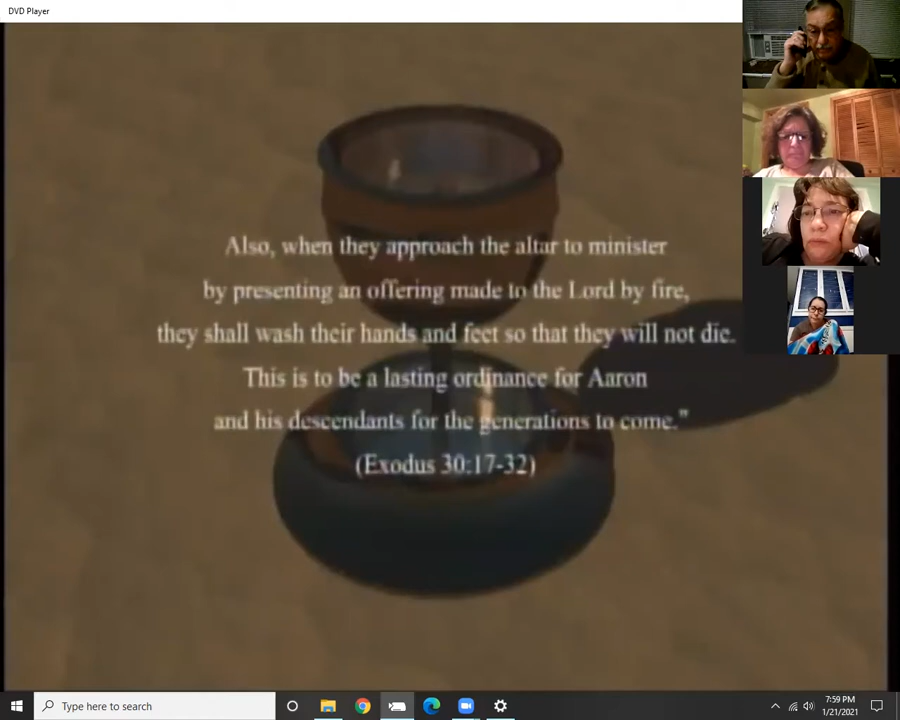 DVD Player
Also, when they approach the altar to minister
by presenting an offering made to the Lord by fire,
they shall wash their hands and feet so that they will not die.
This is to be a lasting ordinance for Aaron
and his descendants for the generations to come."
(Exodus 30:17-32)
Type here to search
7:59 PM
1/21/2021